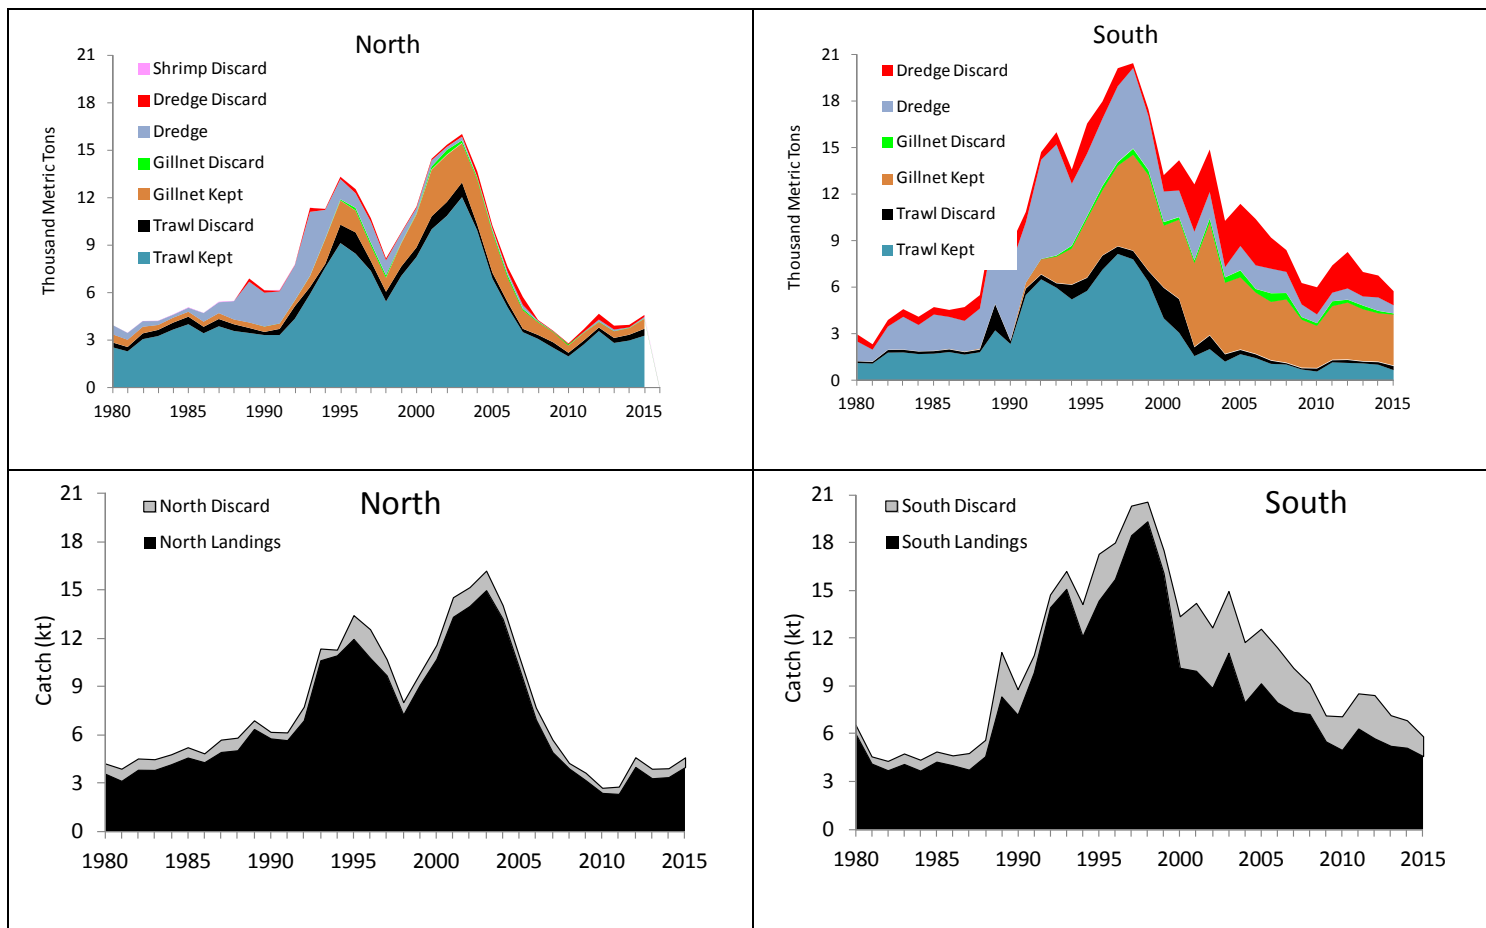 North
Thousand Metric Tons
21
18
15
12
9
6
3
0
Shrimp Discard
Dredge Discard
Dredge
Gillnet Discard
Gillnet Kept
Trawl Discard
Trawl Kept
1980 1985 1990 1995 2000 2005 2010 2015
South
Thousand Metric Tons
21
18
15
12
9
6
3
0
Dredge Discard
Dredge
Gillnet Discard
Gillnet Kept
Trawl Discard
Trawl Kept
1980 1985 1990 1995 2000 2005 2010 2015
North
Catch (kt)
21
18
15
12
9
6
3
0
North Discard
North Landings
1980 1985 1990 1995 2000 2005 2010 2015
South
Catch (kt)
21
18
15
12
9
6
3
0
South Discard
South Landings
1980 1985 1990 1995 2000 2005 2010 2015